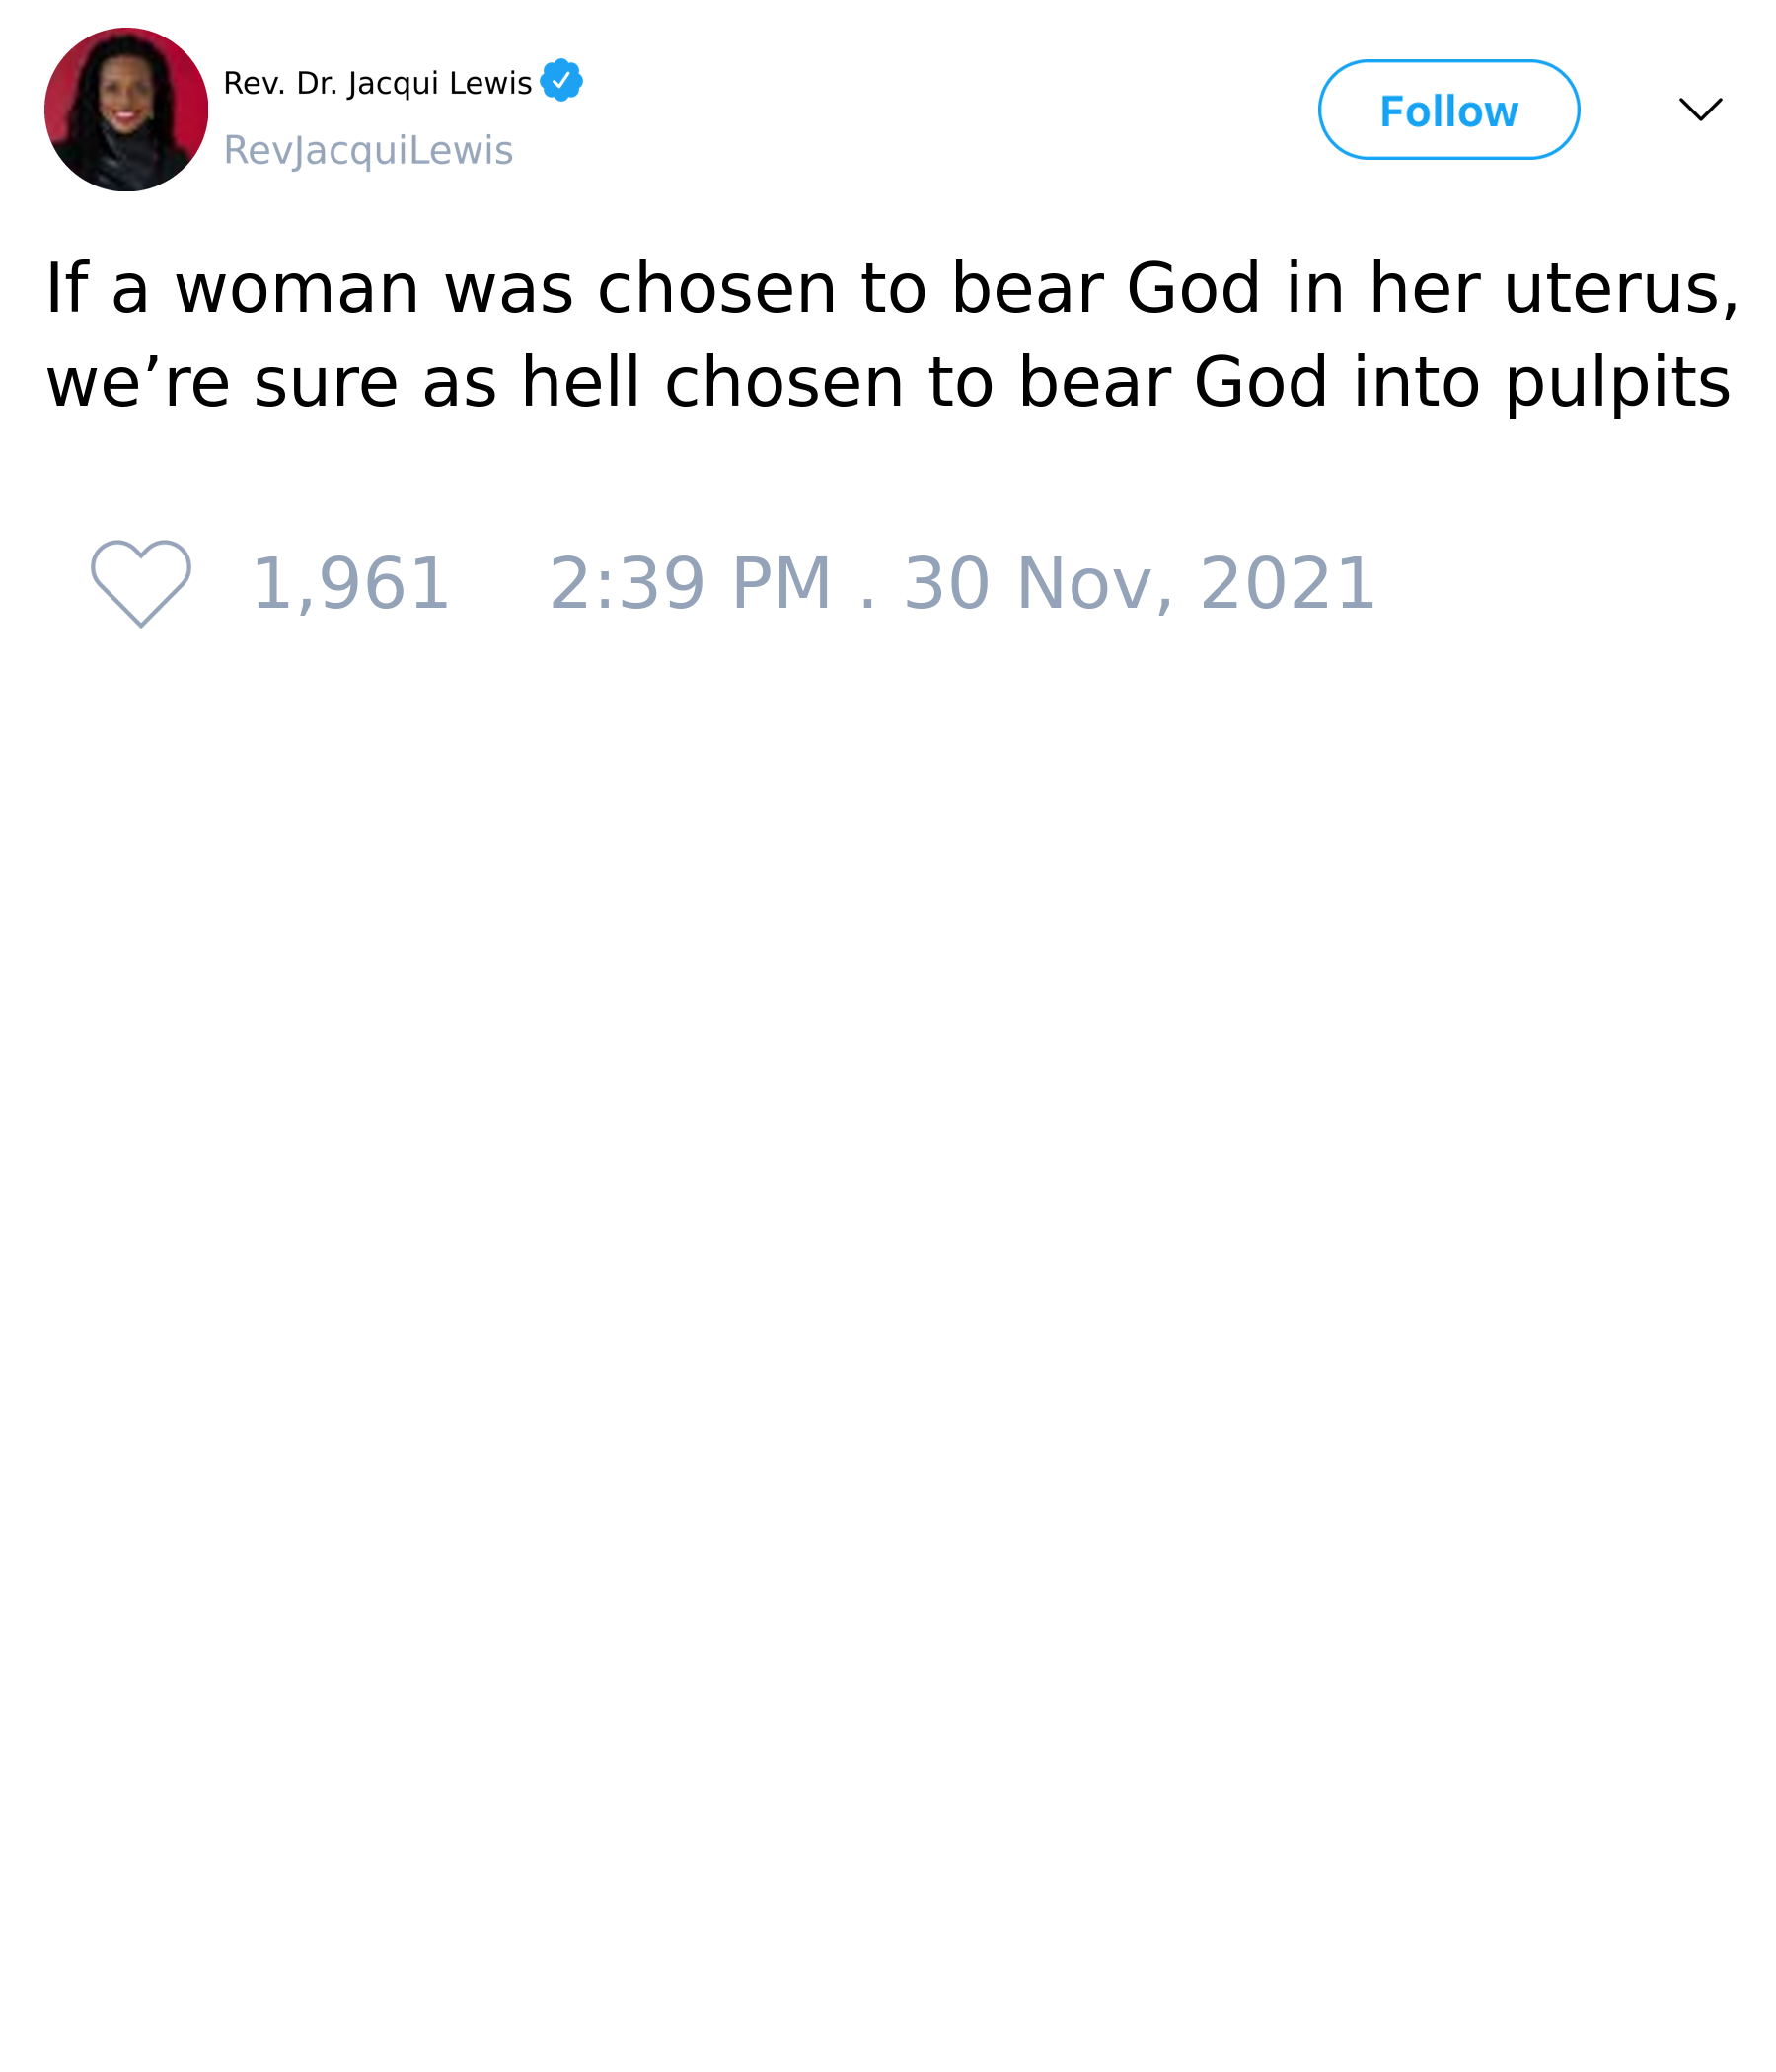 Rev. Dr. Jacqui Lewis
RevJacquiLewis
Follow
If a woman was chosen to bear God in her uterus,
we’re sure as hell chosen to bear God into pulpits
1,961 2:39 PM . 30 Nov, 2021